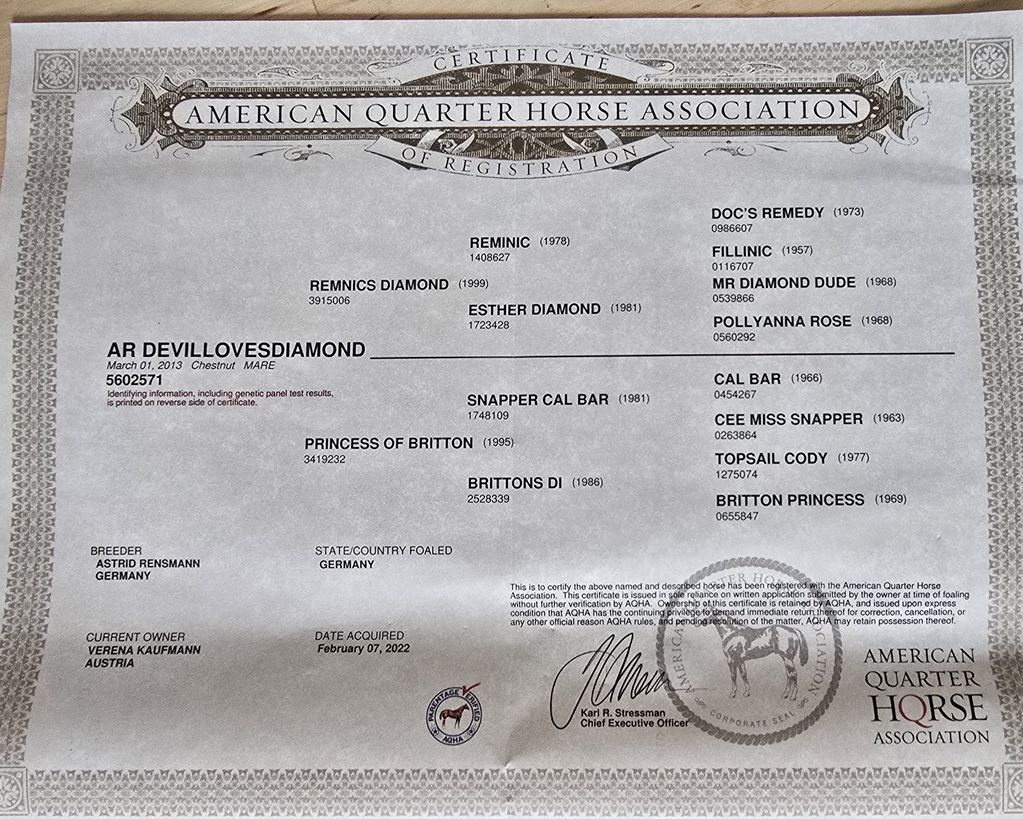 CERTIFICATE
AMERICAN QUARTER HORSE ASSOCIATION
OF REGISTRATION
DOC'S REMEDY (1973)
0986607
REMINIC (1978)
1408627
FILLINIC (1957)
0116707
REMNICS DIAMOND (1999)
3915006
MR DIAMOND DUDE (1968)
0539866
ESTHER DIAMOND (1981)
1723428
POLLYANNA ROSE (1968)
0560292
AR DEVILLOVESDIAMOND
March 01, 2013 Chestnut MARE
5602571
Identifying information, including genetic panel test results,
is printed on reverse side of certificate.
CAL BAR (1966)
0454267
SNAPPER CAL BAR (1981)
1748109
CEE MISS SNAPPER (1963)
0263864
PRINCESS OF BRITTON (1995)
3419232
TOPSAIL CODY (1977)
1275074
BRITTONS DI (1986)
2528339
BRITTON PRINCESS (1969)
0655847
BREEDER
ASTRID RENSMANN
GERMANY
STATE/COUNTRY FOALED
GERMANY
This is to certify the above named and described horse has been registered with the American Quarter Horse
Association. This certificate is issued in reliance on written application submitted by the owner at time of foaling
without further verification by AQHA. Ownership of this certificate is retained by AQHA, and issued upon express
condition that AQHA has the continuing privilege to demand immediate return thereof for correction, cancellation, or
any other official reason AQHA rules, and pending resolution of the matter, AQHA may retain possession thereof.
CURRENT OWNER
VERENA KAUFMANN
AUSTRIA
DATE ACQUIRED
February 07, 2022
PARENTAGE VERIFIED
AQHA
Karl R. Stressman
Chief Executive Officer
AMERICAN QUARTER HORSE ASSOCIATION
CORPORATE SEAL
AMERICAN
QUARTER
HORSE
ASSOCIATION